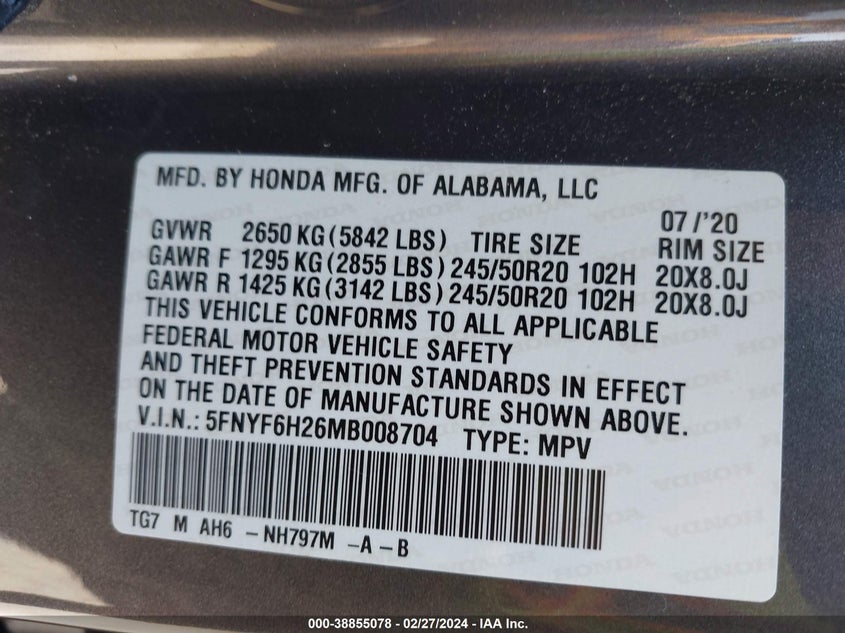 MFD. BY HONDA MFG. OF ALABAMA, LLC
07/'20
GVWR 2650 KG (5842 LBS) TIRE SIZE RIM SIZE
GAWR F 1295 KG (2855 LBS) 245/50R20 102H 20X8.0J
GAWR R 1425 KG (3142 LBS) 245/50R20 102H 20X8.0J
THIS VEHICLE CONFORMS TO ALL APPLICABLE
FEDERAL MOTOR VEHICLE SAFETY
AND THEFT PREVENTION STANDARDS IN EFFECT
ON THE DATE OF MANUFACTURE SHOWN ABOVE.
V.I.N.: 5FNYF6H26MB008704 TYPE: MPV
TG7 M AH6 -NH797M -A-B
000-38855078 - 02/27/2024 - IAA Inc.